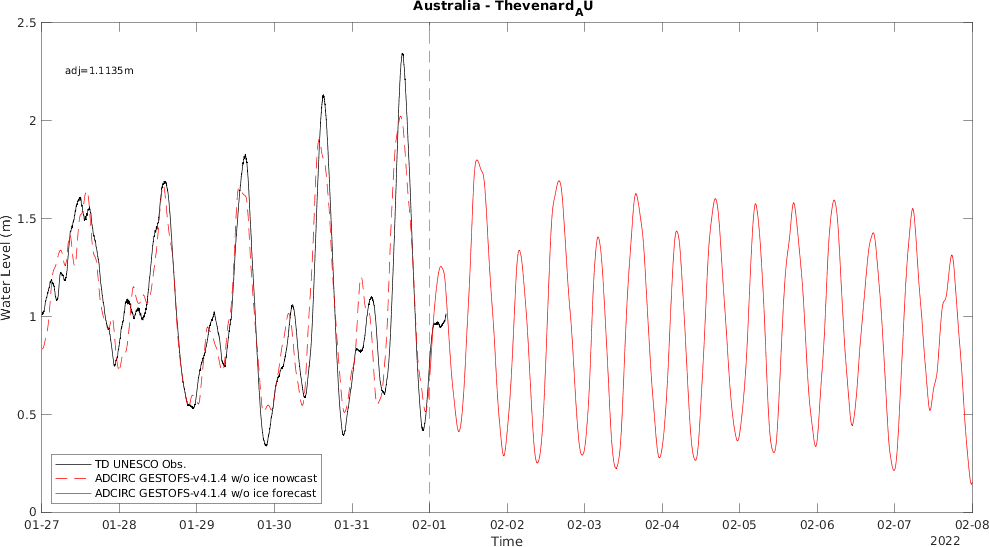 Australia - Thevenard_AU
2.5
2
1.5
1
0.5
0
Water Level (m)
adj=1.1135m
TD UNESCO Obs.
ADCIRC GESTOFS-v4.1.4 w/o ice nowcast
ADCIRC GESTOFS-v4.1.4 w/o ice forecast
01-27 01-28 01-29 01-30 01-31 02-01 02-02 02-03 02-04 02-05 02-06 02-07 02-08
Time
2022